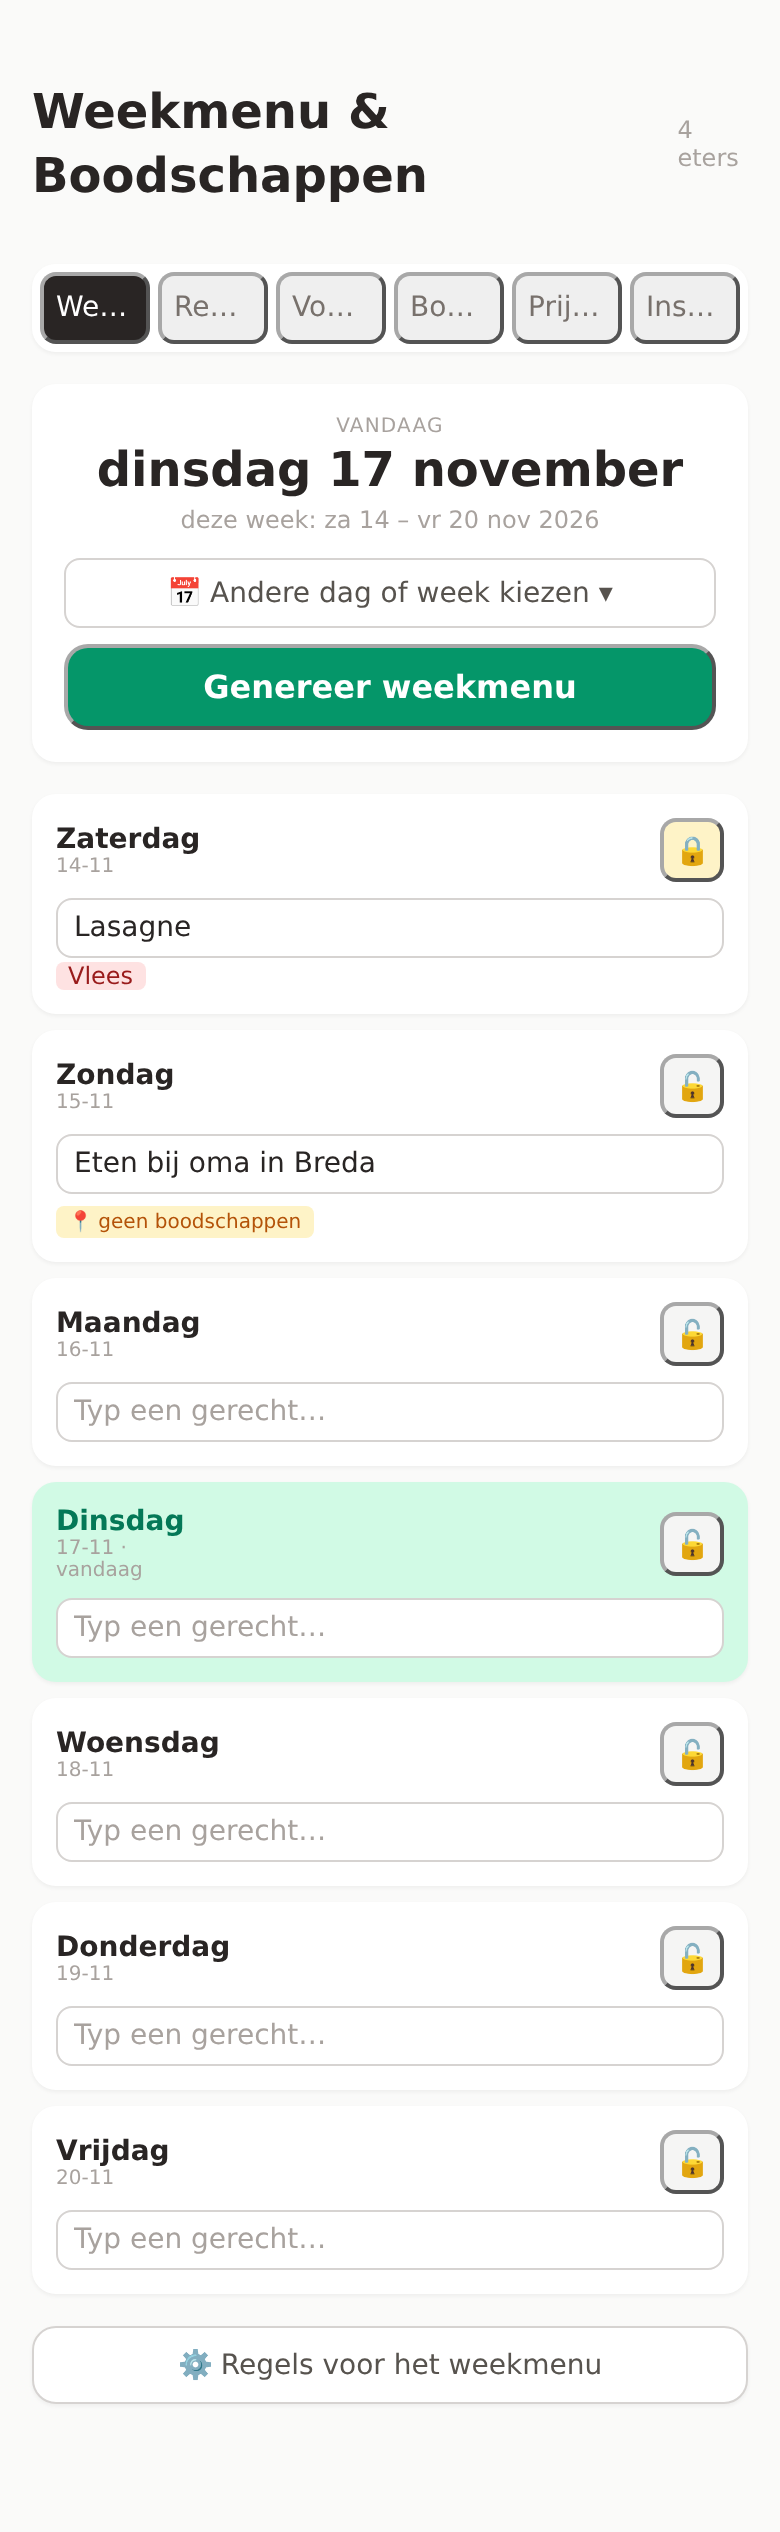 Weekmenu &
Boodschappen
4
eters
We... Re... Vo... Bo... Prij... Ins...
VANDAAG
dinsdag 17 november
deze week: za 14 – vr 20 nov 2026
📅 Andere dag of week kiezen ▾
Genereer weekmenu
Zaterdag
14-11
🔒
Lasagne
Vlees
Zondag
15-11
🔓
Eten bij oma in Breda
📍 geen boodschappen
Maandag
16-11
🔓
Typ een gerecht...
Dinsdag
17-11 ·
vandaag
🔓
Typ een gerecht...
Woensdag
18-11
🔓
Typ een gerecht...
Donderdag
19-11
🔓
Typ een gerecht...
Vrijdag
20-11
🔓
Typ een gerecht...
⚙️ Regels voor het weekmenu